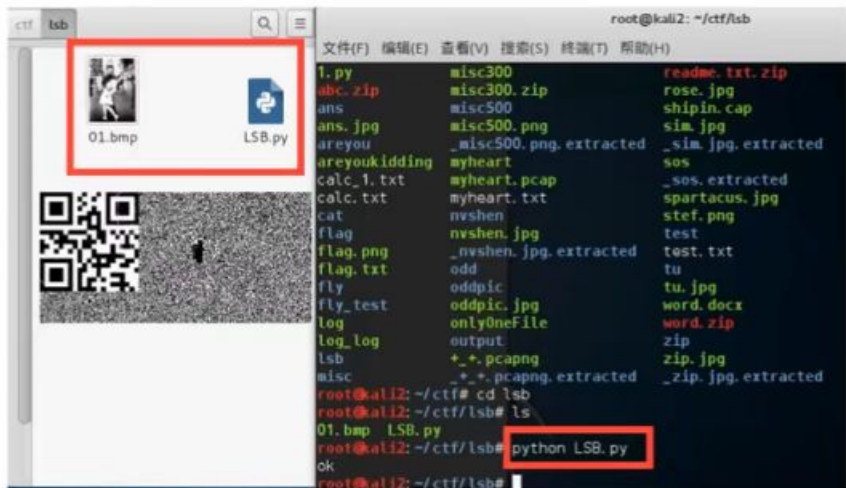 ctf lsb
01.bmp LSB.py
root@kali2: ~/ctf/lsb
文件(F) 编辑(E) 查看(V) 搜索(S) 终端(T) 帮助(H)
1.py misc300 readme.txt.zip
abc.zip misc300.zip rose.jpg
ans misc500 shipin.cap
ans.jpg misc500.png sim.jpg
areyou _misc500.png.extracted _sim.jpg.extracted
areyoukidding myheart sos
calc_1.txt myheart.pcap _sos.extracted
calc.txt myheart.txt spartacus.jpg
cat nvshen stef.png
flag nvshen.jpg test
flag.png _nvshen.jpg.extracted test.txt
flag.txt odd tu
fly oddpic tu.jpg
fly_test oddpic.jpg word.docx
log onlyOneFile word.zip
log_log output zip
lsb +_+.pcapng zip.jpg
misc _+_+.pcapng.extracted _zip.jpg.extracted
root@kali2:~/ctf# cd lsb
root@kali2:~/ctf/lsb# ls
01.bmp LSB.py
root@kali2:~/ctf/lsb# python LSB.py
ok
root@kali2:~/ctf/lsb#